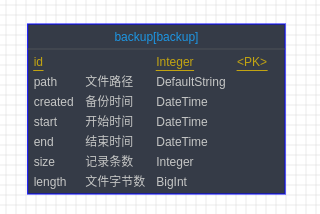 backup[backup]
id Integer <PK>
path 文件路径 DefaultString
created 备份时间 DateTime
start 开始时间 DateTime
end 结束时间 DateTime
size 记录条数 Integer
length 文件字节数 BigInt